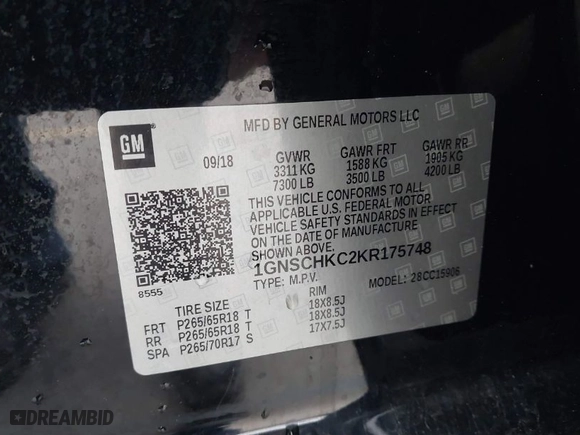 GM
MFD BY GENERAL MOTORS LLC
09/18 GVWR GAWR FRT GAWR RR
3311 KG 1588 KG 1905 KG
7300 LB 3500 LB 4200 LB
THIS VEHICLE CONFORMS TO ALL
APPLICABLE U.S. FEDERAL MOTOR
VEHICLE SAFETY STANDARDS IN EFFECT
ON THE DATE OF MANUFACTURE
SHOWN ABOVE.
1GNSCHKC2KR175748
TYPE: M.P.V. MODEL: 28CC15906
8555
TIRE SIZE RIM
FRT P265/65R18 T 18X8.5J
RR P265/65R18 T 18X8.5J
SPA P265/70R17 S 17X7.5J
DREAMBID